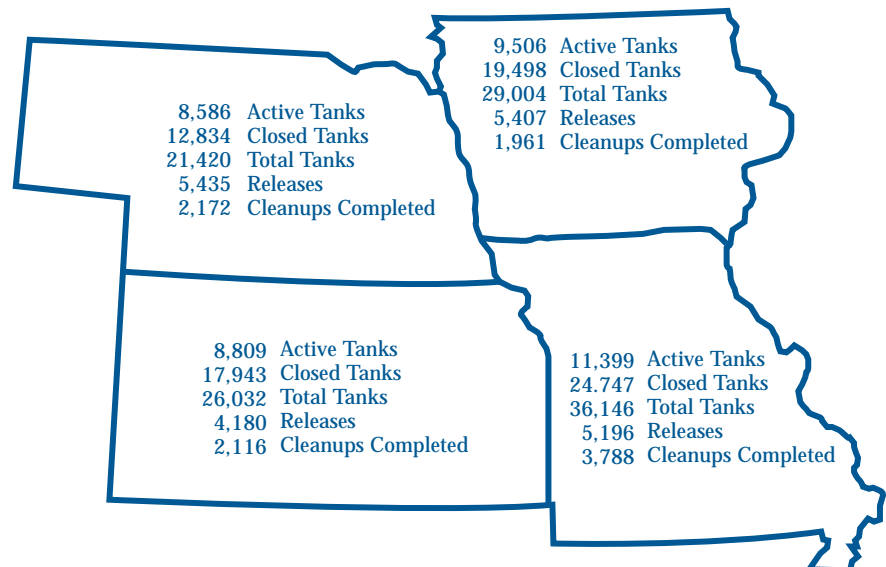 9,506 Active Tanks
19,498 Closed Tanks
29,004 Total Tanks
5,407 Releases
1,961 Cleanups Completed
8,586 Active Tanks
12,834 Closed Tanks
21,420 Total Tanks
5,435 Releases
2,172 Cleanups Completed
8,809 Active Tanks
17,943 Closed Tanks
26,032 Total Tanks
4,180 Releases
2,116 Cleanups Completed
11,399 Active Tanks
24.747 Closed Tanks
36,146 Total Tanks
5,196 Releases
3,788 Cleanups Completed